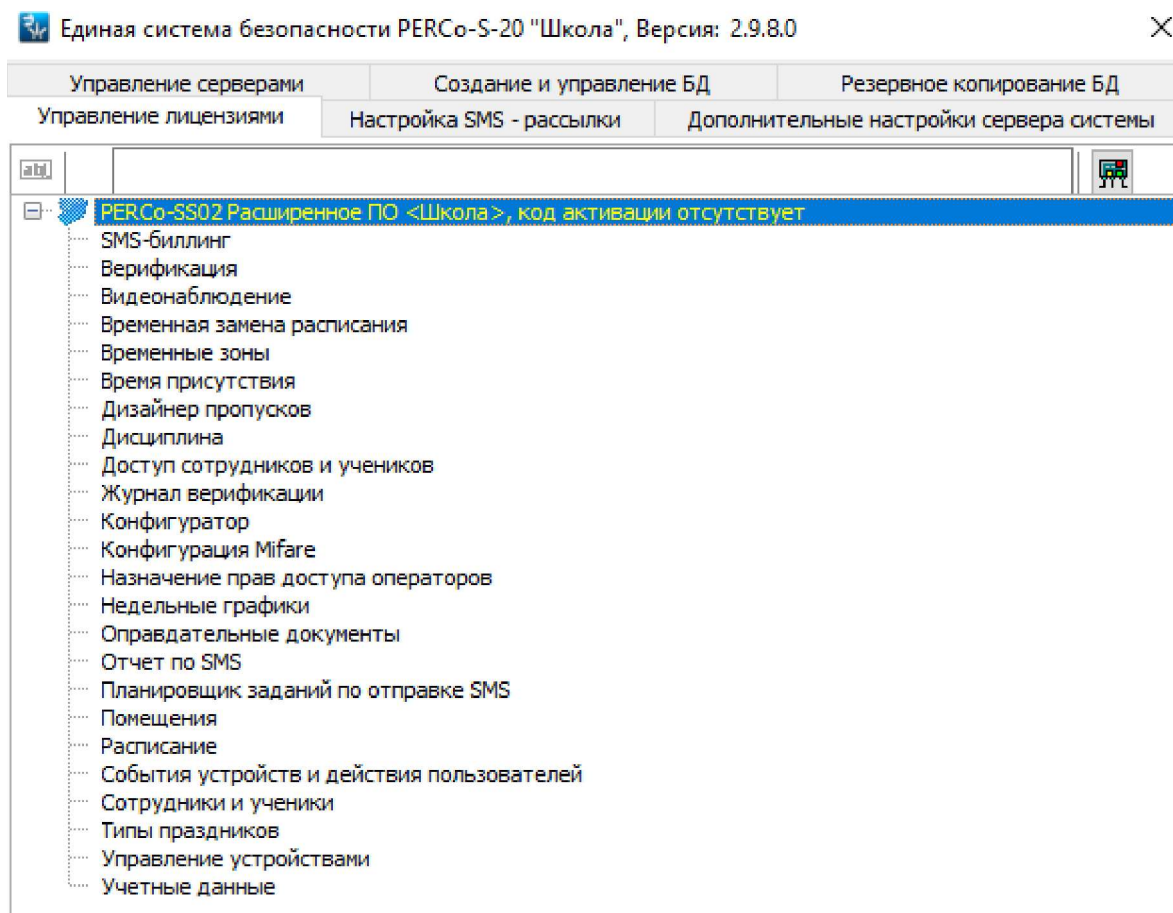 Единая система безопасности PERCo-S-20 "Школа", Версия: 2.9.8.0
Управление серверами Создание и управление БД Резервное копирование БД
Управление лицензиями Настройка SMS - рассылки Дополнительные настройки сервера системы
ab
PERCo-SS02 Расширенное ПО <Школа>, код активации отсутствует
SMS-биллинг
Верификация
Видеонаблюдение
Временная замена расписания
Временные зоны
Время присутствия
Дизайнер пропусков
Дисциплина
Доступ сотрудников и учеников
Журнал верификации
Конфигуратор
Конфигурация Mifare
Назначение прав доступа операторов
Недельные графики
Оправдательные документы
Отчет по SMS
Планировщик заданий по отправке SMS
Помещения
Расписание
События устройств и действия пользователей
Сотрудники и ученики
Типы праздников
Управление устройствами
Учетные данные